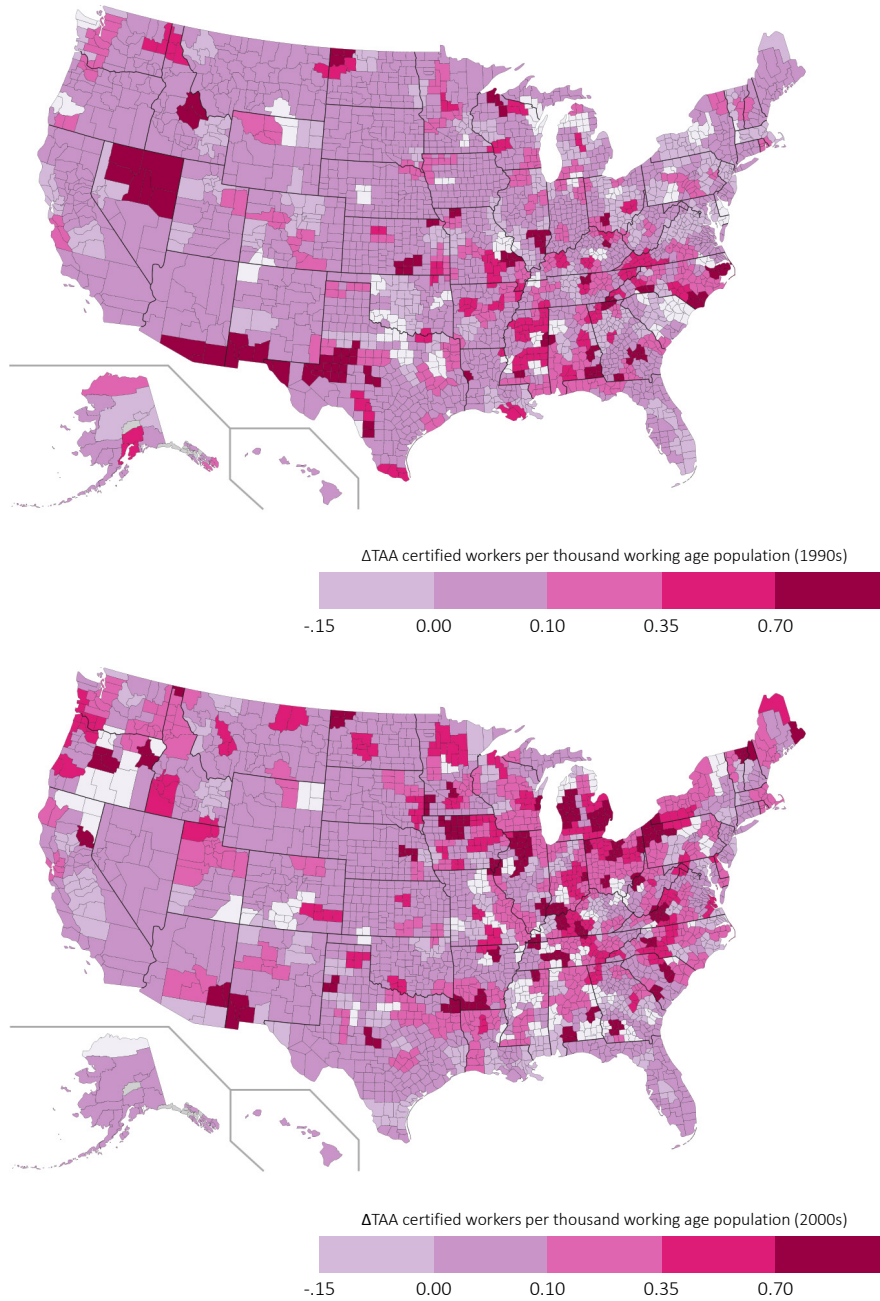 ΔTAA certified workers per thousand working age population (1990s)
-.15 0.00 0.10 0.35 0.70
ΔTAA certified workers per thousand working age population (2000s)
-.15 0.00 0.10 0.35 0.70